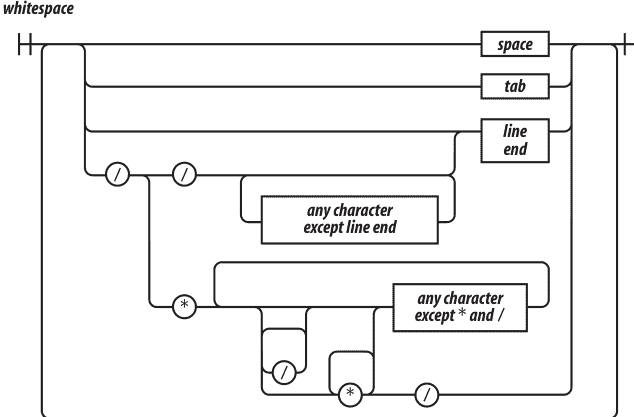 whitespace
space
tab
line
end
/ /
any character
except line end
*
any character
except * and /
/
* /